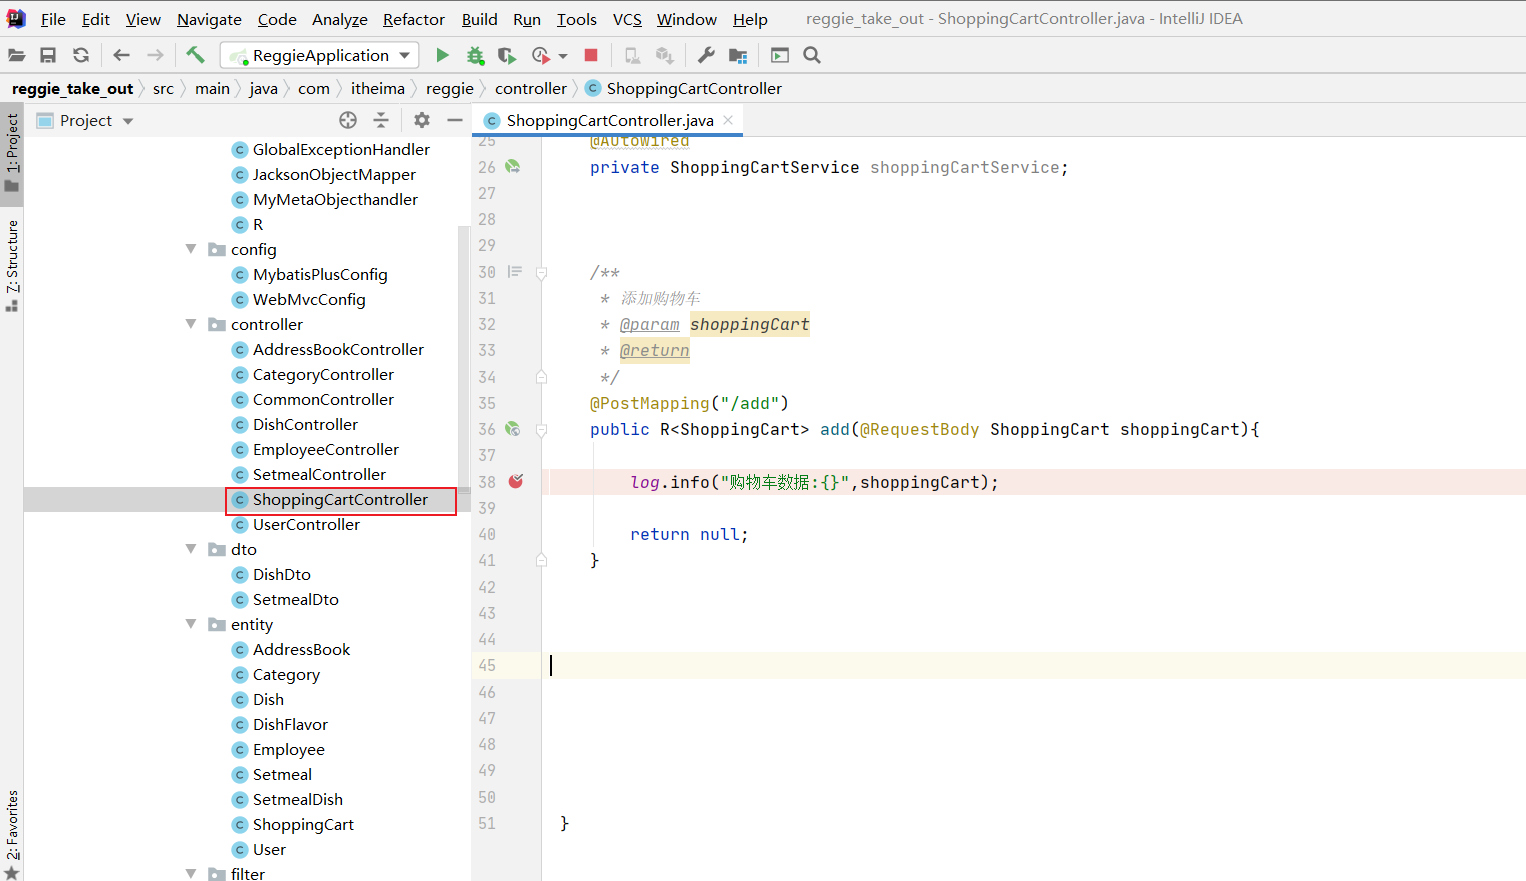 File Edit View Navigate Code Analyze Refactor Build Run Tools VCS Window Help reggie_take_out - ShoppingCartController.java - IntelliJ IDEA
ReggieApplication
reggie_take_out src main java com itheima reggie controller ShoppingCartController
1: Project
Z: Structure
2: Favorites
Project
GlobalExceptionHandler
JacksonObjectMapper
MyMetaObjecthandler
R
config
MybatisPlusConfig
WebMvcConfig
controller
AddressBookController
CategoryController
CommonController
DishController
EmployeeController
SetmealController
ShoppingCartController
UserController
dto
DishDto
SetmealDto
entity
AddressBook
Category
Dish
DishFlavor
Employee
Setmeal
SetmealDish
ShoppingCart
User
filter
ShoppingCartController.java
25 @Autowired
26 private ShoppingCartService shoppingCartService;
27
28
29
30 /**
31 * 添加购物车
32 * @param shoppingCart
33 * @return
34 */
35 @PostMapping("/add")
36 public R<ShoppingCart> add(@RequestBody ShoppingCart shoppingCart){
37
38 log.info("购物车数据:{}",shoppingCart);
39
40 return null;
41 }
42
43
44
45
46
47
48
49
50
51 }